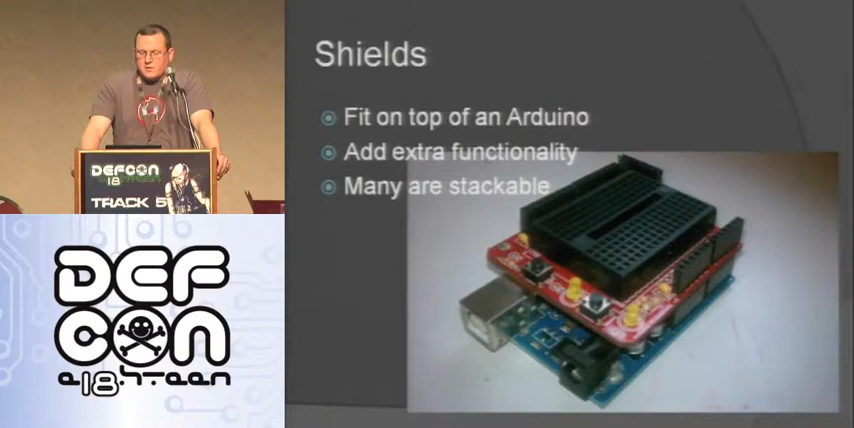 Shields
Fit on top of an Arduino
Add extra functionality
Many are stackable
DEFCON
18
TRACK 5
DEF
CON
e18hteen